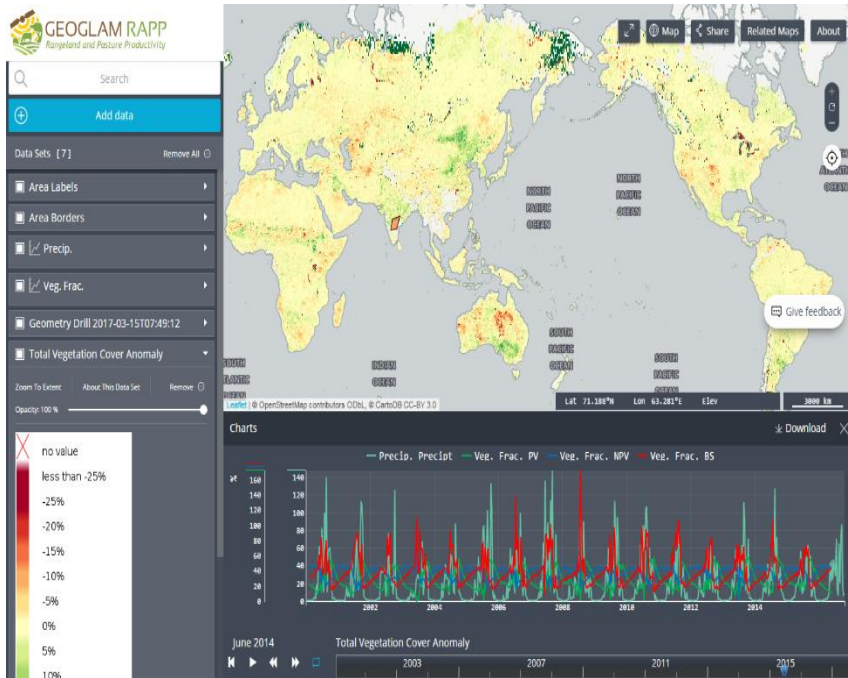 GEOGLAM RAPP
Rangeland and Pasture Productivity
Search
Add data
Data Sets [7]
Remove All
Area Labels
Area Borders
Precip.
Veg. Frac.
Geometry Drill 2017-03-15T07:49:12
Total Vegetation Cover Anomaly
Zoom To Extent
About This Data Set
Remove
Opacity: 100 %
no value
less than -25%
-25%
-20%
-15%
-10%
-5%
0%
5%
10%
Map
Share
Related Maps
About
NORTH
PACIFIC
OCEAN
NORTH
PACIFIC
OCEAN
INDIAN
OCEAN
SOUTH
PACIFIC
OCEAN
SOUTH
PACIFIC
Give feedback
Leaflet | © OpenStreetMap contributors ODbL, © CartoDB CC-BY 3.0
Lat 71.188°N Lon 63.281°E Elev
3000 km
Charts
Download
Precip. Precipt
Veg. Frac. PV
Veg. Frac. NPV
Veg. Frac. BS
160
140
120
100
80
60
40
20
0
140
120
100
80
60
40
20
0
2002
2004
2006
2008
2010
2012
2014
June 2014
Total Vegetation Cover Anomaly
2003
2007
2011
2015